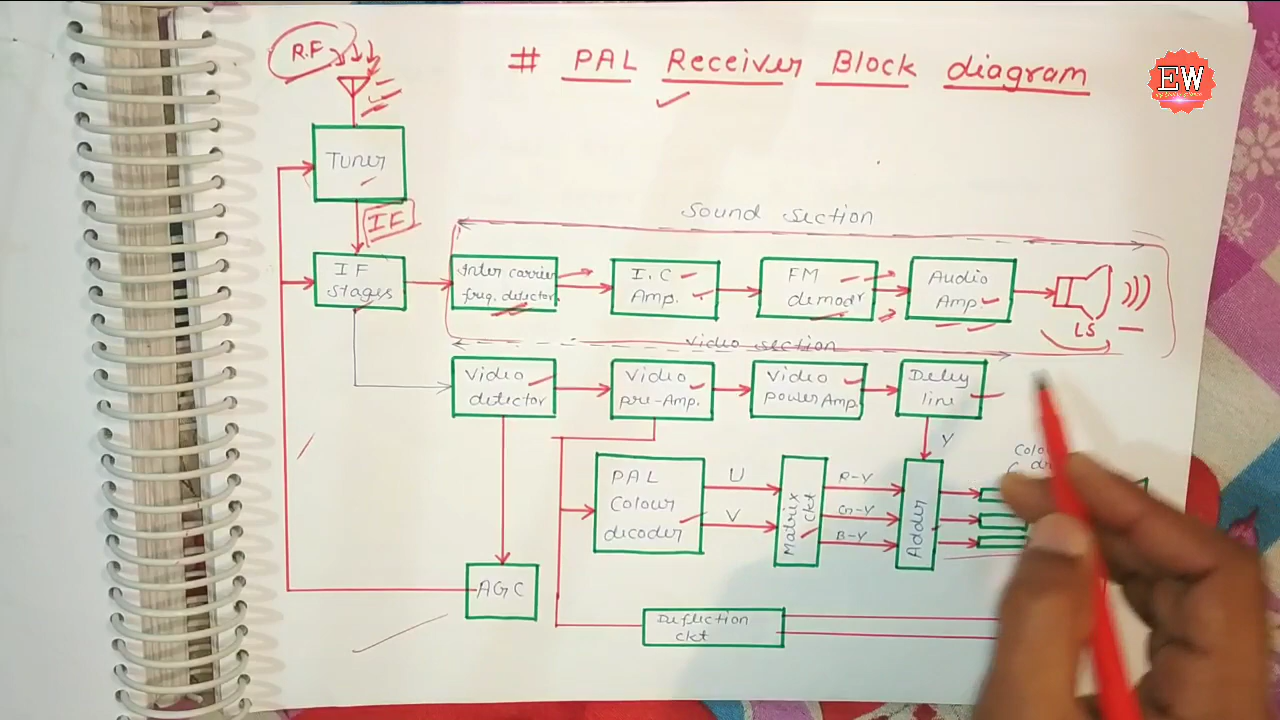 R.F
# PAL Receiver Block diagram
EW
Tuner
IF
Sound section
IF
Stages
Inter carrier
freq. detector
I.C
Amp.
FM
demodr
Audio
Amp.
LS
Video section
Video
detector
Video
pre-Amp.
Video
power Amp.
Delay
line
Y
PAL
Colour
decoder
U
V
Matrix
ckt
R-Y
G-Y
B-Y
Adder
AGC
Deflection
ckt